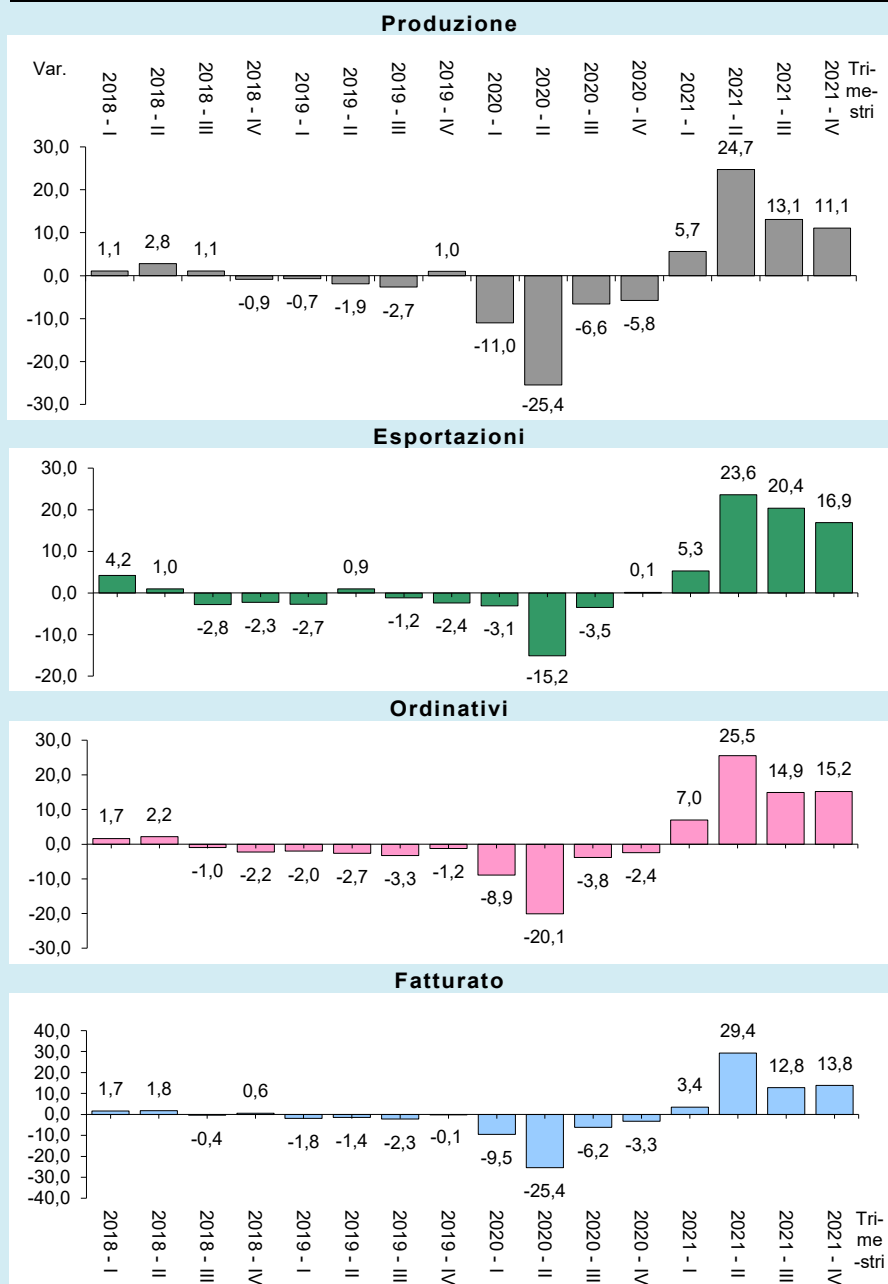 Produzione
Var.
2018 - I
2018 - II
2018 - III
2018 - IV
2019 - I
2019 - II
2019 - III
2019 - IV
2020 - I
2020 - II
2020 - III
2020 - IV
2021 - I
2021 - II
2021 - III
2021 - IV
Tri-
me-
stri
30,0
20,0
10,0
0,0
-10,0
-20,0
-30,0
1,1
2,8
1,1
-0,9
-0,7
-1,9
-2,7
1,0
-11,0
-25,4
-6,6
-5,8
5,7
24,7
13,1
11,1
Esportazioni
30,0
20,0
10,0
0,0
-10,0
-20,0
4,2
1,0
-2,8
-2,3
-2,7
0,9
-1,2
-2,4
-3,1
-15,2
-3,5
0,1
5,3
23,6
20,4
16,9
Ordinativi
30,0
20,0
10,0
0,0
-10,0
-20,0
-30,0
1,7
2,2
-1,0
-2,2
-2,0
-2,7
-3,3
-1,2
-8,9
-20,1
-3,8
-2,4
7,0
25,5
14,9
15,2
Fatturato
40,0
30,0
20,0
10,0
0,0
-10,0
-20,0
-30,0
-40,0
1,7
1,8
-0,4
0,6
-1,8
-1,4
-2,3
-0,1
-9,5
-25,4
-6,2
-3,3
3,4
29,4
12,8
13,8
2018 - I
2018 - II
2018 - III
2018 - IV
2019 - I
2019 - II
2019 - III
2019 - IV
2020 - I
2020 - II
2020 - III
2020 - IV
2021 - I
2021 - II
2021 - III
2021 - IV
Tri-
me
-stri